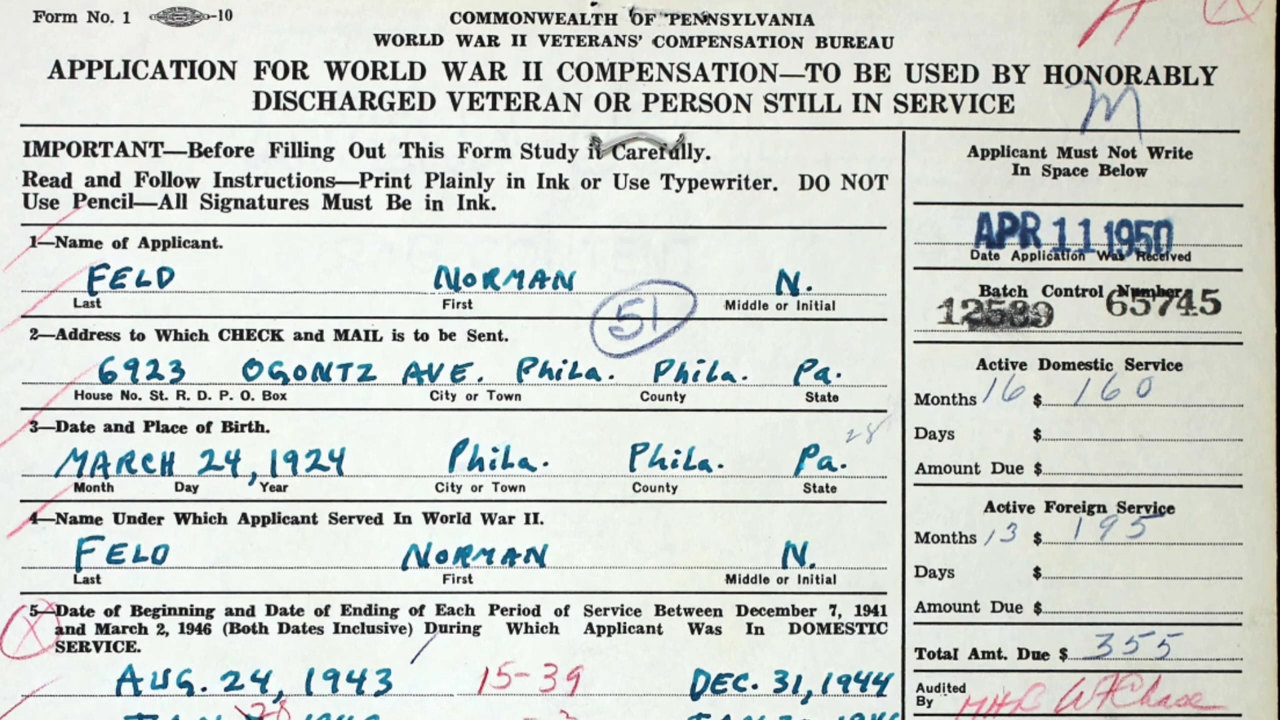 Form No. 1 -10
COMMONWEALTH OF PENNSYLVANIA
WORLD WAR II VETERANS' COMPENSATION BUREAU
APPLICATION FOR WORLD WAR II COMPENSATION—TO BE USED BY HONORABLY
DISCHARGED VETERAN OR PERSON STILL IN SERVICE
M
IMPORTANT—Before Filling Out This Form Study it Carefully.
Read and Follow Instructions—Print Plainly in Ink or Use Typewriter. DO NOT
Use Pencil—All Signatures Must be in Ink.
1—Name of Applicant.
FELD NORMAN N.
Last First Middle or Initial
51
2—Address to Which CHECK and MAIL is to be Sent.
6923 OGONTZ AVE. Phila. Phila. Pa.
House No. St. R. D. P. O. Box City or Town County State
3—Date and Place of Birth.
28
MARCH 24, 1924 Phila. Phila. Pa.
Month Day Year City or Town County State
4—Name Under Which Applicant Served In World War II.
FELD NORMAN N.
Last First Middle or Initial
5—Date of Beginning and Date of Ending of Each Period of Service Between December 7, 1941
and March 2, 1946 (Both Dates Inclusive) During Which Applicant Was In DOMESTIC
SERVICE.
AUG. 24, 1943 15-39 DEC. 31, 1944
Applicant Must Not Write
In Space Below
APR 11 1950
Date Application Was Received
Batch Control Number
65745
Active Domestic Service
Months 16 $ 160
Days $
Amount Due $
Active Foreign Service
Months 13 $ 195
Days $
Amount Due $
Total Amt. Due $ 355
Audited
By